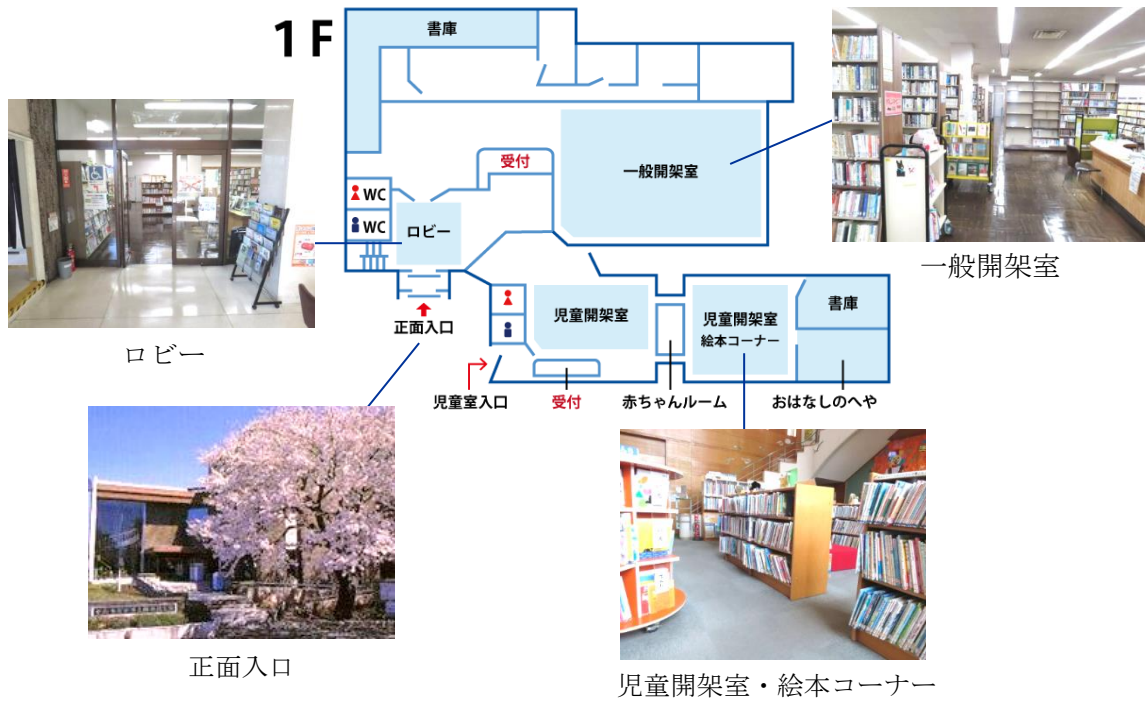 1F
書庫
受付
一般開架室
WC
WC
ロビー
正面入口
児童開架室
児童開架室
絵本コーナー
書庫
児童室入口
受付
赤ちゃんルーム
おはなしのへや
一般開架室
ロビー
正面入口
児童開架室・絵本コーナー